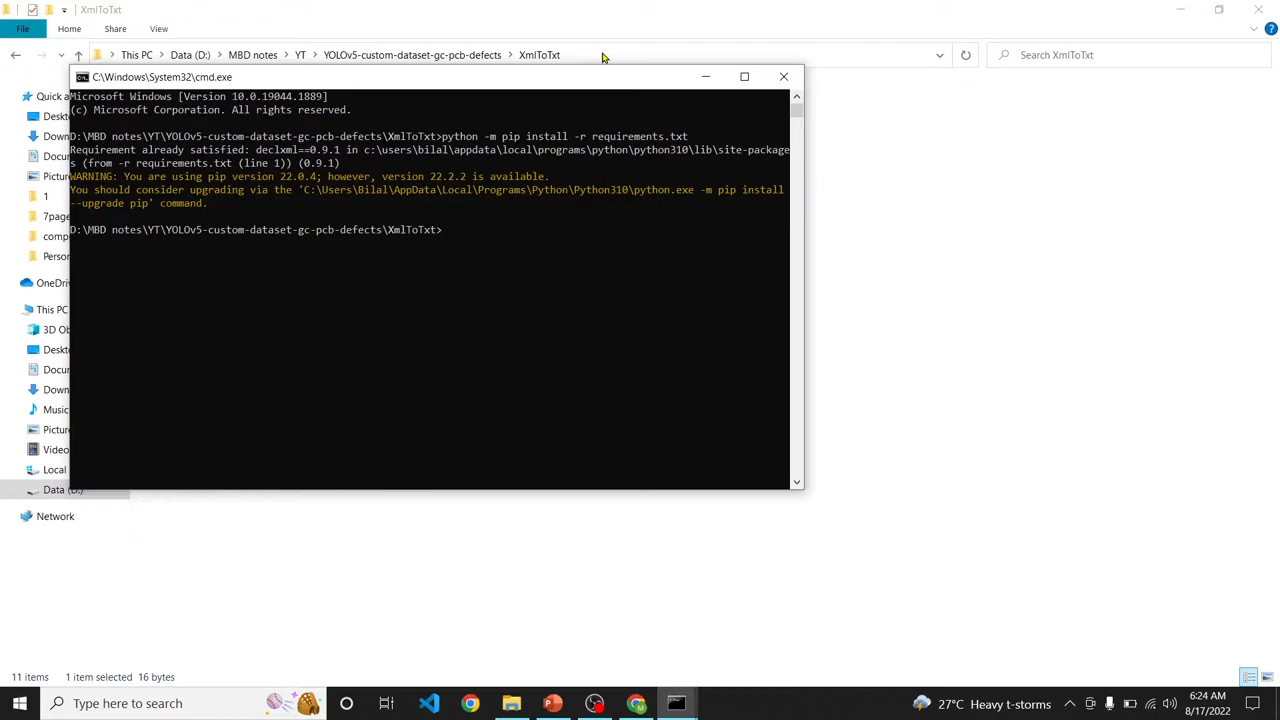 XmlToTxt
File
Home
Share
View
This PC
Data (D:)
MBD notes
YT
YOLOv5-custom-dataset-gc-pcb-defects
XmlToTxt
Search XmlToTxt
C:\Windows\System32\cmd.exe
Microsoft Windows [Version 10.0.19044.1889]
(c) Microsoft Corporation. All rights reserved.
D:\MBD notes\YT\YOLOv5-custom-dataset-gc-pcb-defects\XmlToTxt>python -m pip install -r requirements.txt
Requirement already satisfied: declxml==0.9.1 in c:\users\bilal\appdata\local\programs\python\python310\lib\site-package
s (from -r requirements.txt (line 1)) (0.9.1)
WARNING: You are using pip version 22.0.4; however, version 22.2.2 is available.
You should consider upgrading via the 'C:\Users\Bilal\AppData\Local\Programs\Python\Python310\python.exe -m pip install
--upgrade pip' command.
D:\MBD notes\YT\YOLOv5-custom-dataset-gc-pcb-defects\XmlToTxt>
Quick a
Deskt
Down
Docu
Pictur
1
7page
comp
Person
OneDriv
This PC
3D Ob
Deskt
Docu
Down
Music
Pictur
Video
Local
Data (D:)
Network
11 items
1 item selected
16 bytes
Type here to search
27°C
Heavy t-storms
6:24 AM
8/17/2022